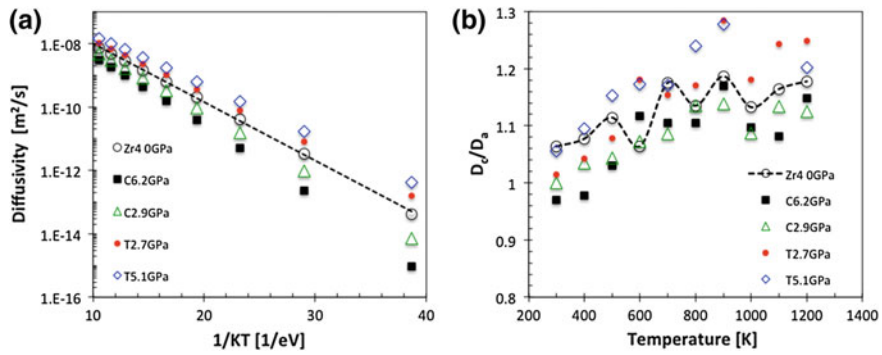 (a)
Diffusivity [m²/s]
1.E-08
1.E-10
1.E-12
1.E-14
1.E-16
Zr4 0GPa
C6.2GPa
C2.9GPa
T2.7GPa
T5.1GPa
10 20 30 40
1/KT [1/eV]
(b)
Dc/Da
1.3
1.2
1.1
1
0.9
0.8
Zr4 0GPa
C6.2GPa
C2.9GPa
T2.7GPa
T5.1GPa
200 400 600 800 1000 1200 1400
Temperature [K]